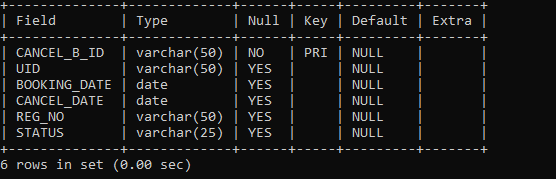 +--------------+-------------+------+-----+---------+-------+
| Field        | Type        | Null | Key | Default | Extra |
+--------------+-------------+------+-----+---------+-------+
| CANCEL_B_ID  | varchar(50) | NO   | PRI | NULL    |       |
| UID          | varchar(50) | YES  |     | NULL    |       |
| BOOKING_DATE | date        | YES  |     | NULL    |       |
| CANCEL_DATE  | date        | YES  |     | NULL    |       |
| REG_NO       | varchar(50) | YES  |     | NULL    |       |
| STATUS       | varchar(25) | YES  |     | NULL    |       |
+--------------+-------------+------+-----+---------+-------+
6 rows in set (0.00 sec)